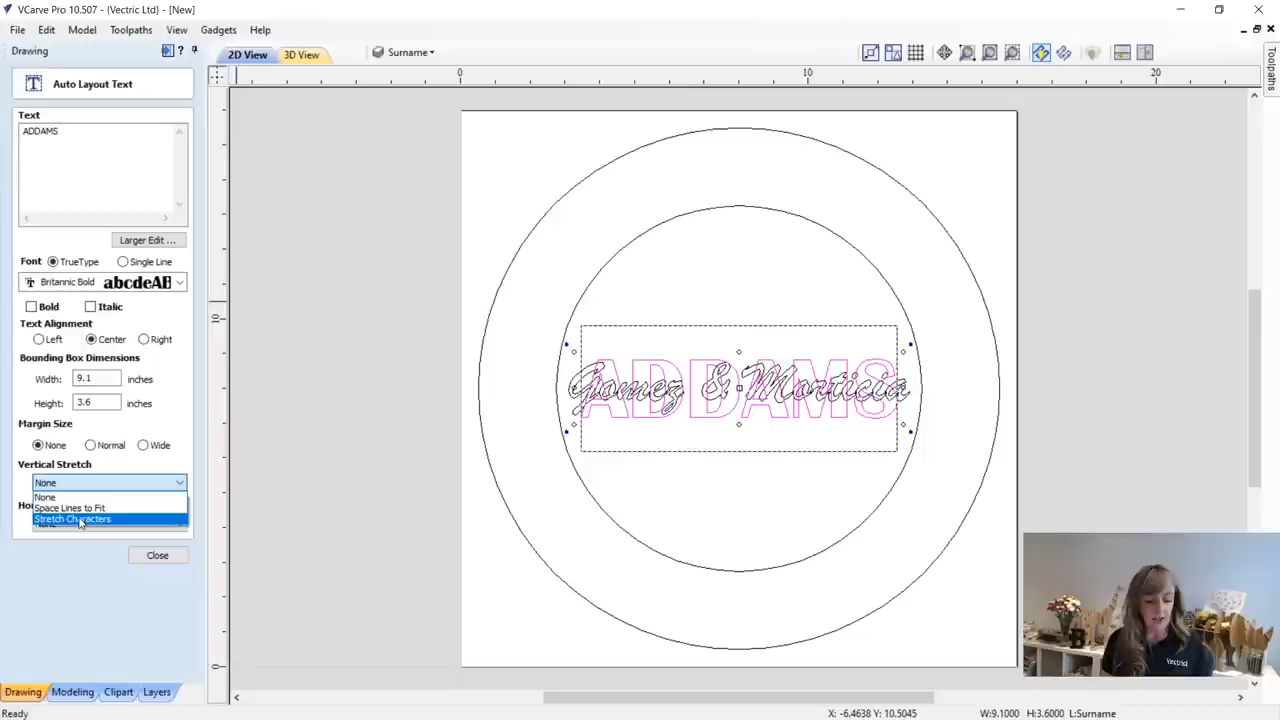 VCarve Pro 10.507 - {Vectric Ltd} - [New]
File Edit Model Toolpaths View Gadgets Help
Drawing
2D View 3D View Surname
Auto Layout Text
0 10 20
Text
ADDAMS
Larger Edit ...
Font TrueType Single Line
Britannic Bold abcdeAB
Bold Italic
Text Alignment
Left Center Right
Bounding Box Dimensions
Width: 9.1 inches
Height: 3.6 inches
Margin Size
None Normal Wide
Vertical Stretch
None
None
Space Lines to Fit
Stretch Characters
Close
10
0
ADDAMS
Gomez & Morticia
Toolpaths
Vectric
Drawing Modeling Clipart Layers
Ready X: -6.4638 Y: 10.5045 W:9.1000 H:3.6000 L:Surname